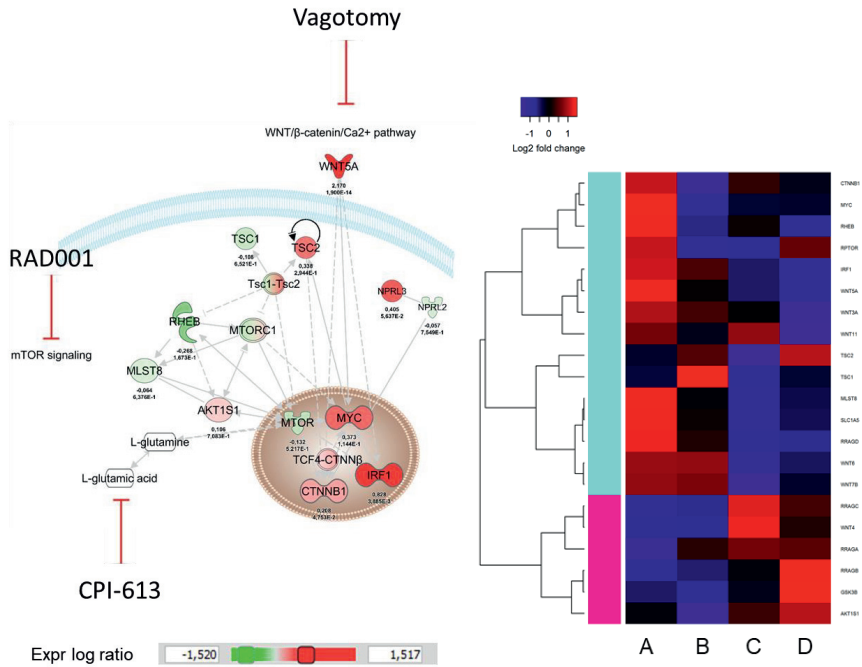 Vagotomy
WNT/β-catenin/Ca2+ pathway
WNT5A
2,170
1,900E-14
TSC1
-0,108
6,521E-1
TSC2
0,338
2,944E-1
Tsc1-Tsc2
RAD001
mTOR signaling
NPRL3
0,405
5,637E-2
NPRL2
-0,057
7,549E-1
RHEB
-0,268
1,673E-1
MTORC1
MLST8
-0,064
6,376E-1
AKT1S1
0,106
7,083E-1
MTOR
-0,132
5,217E-1
MYC
0,373
1,144E-1
TCF4-CTNNβ
IRF1
0,828
CTNNB1
0,208
4,753E-2
L-glutamine
L-glutamic acid
CPI-613
Expr log ratio
-1,520
1,517
-1 0 1
Log2 fold change
CTNNB1
MYC
RHEB
RPTOR
IRF1
WNT5A
WNT3A
WNT11
TSC2
TSC1
MLST8
SLC1A5
RRAGD
WNT6
WNT7B
RRAGC
WNT4
RRAGA
RRAGB
GSK3B
AKT1S1
A B C D